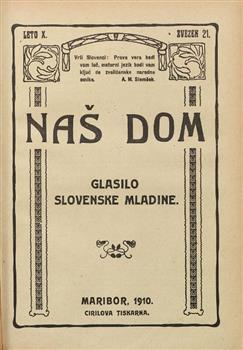 LETO X.
ZVEZEK 21.
Vrli Slovenci: Prava vera bodi
vam luč, materni jezik bodi vam
ključ do zveličanske narodne
omike. A. M. Slomšek.
NAŠ DOM
GLASILO
SLOVENSKE MLADINE.
MARIBOR, 1910.
CIRILOVA TISKARNA.